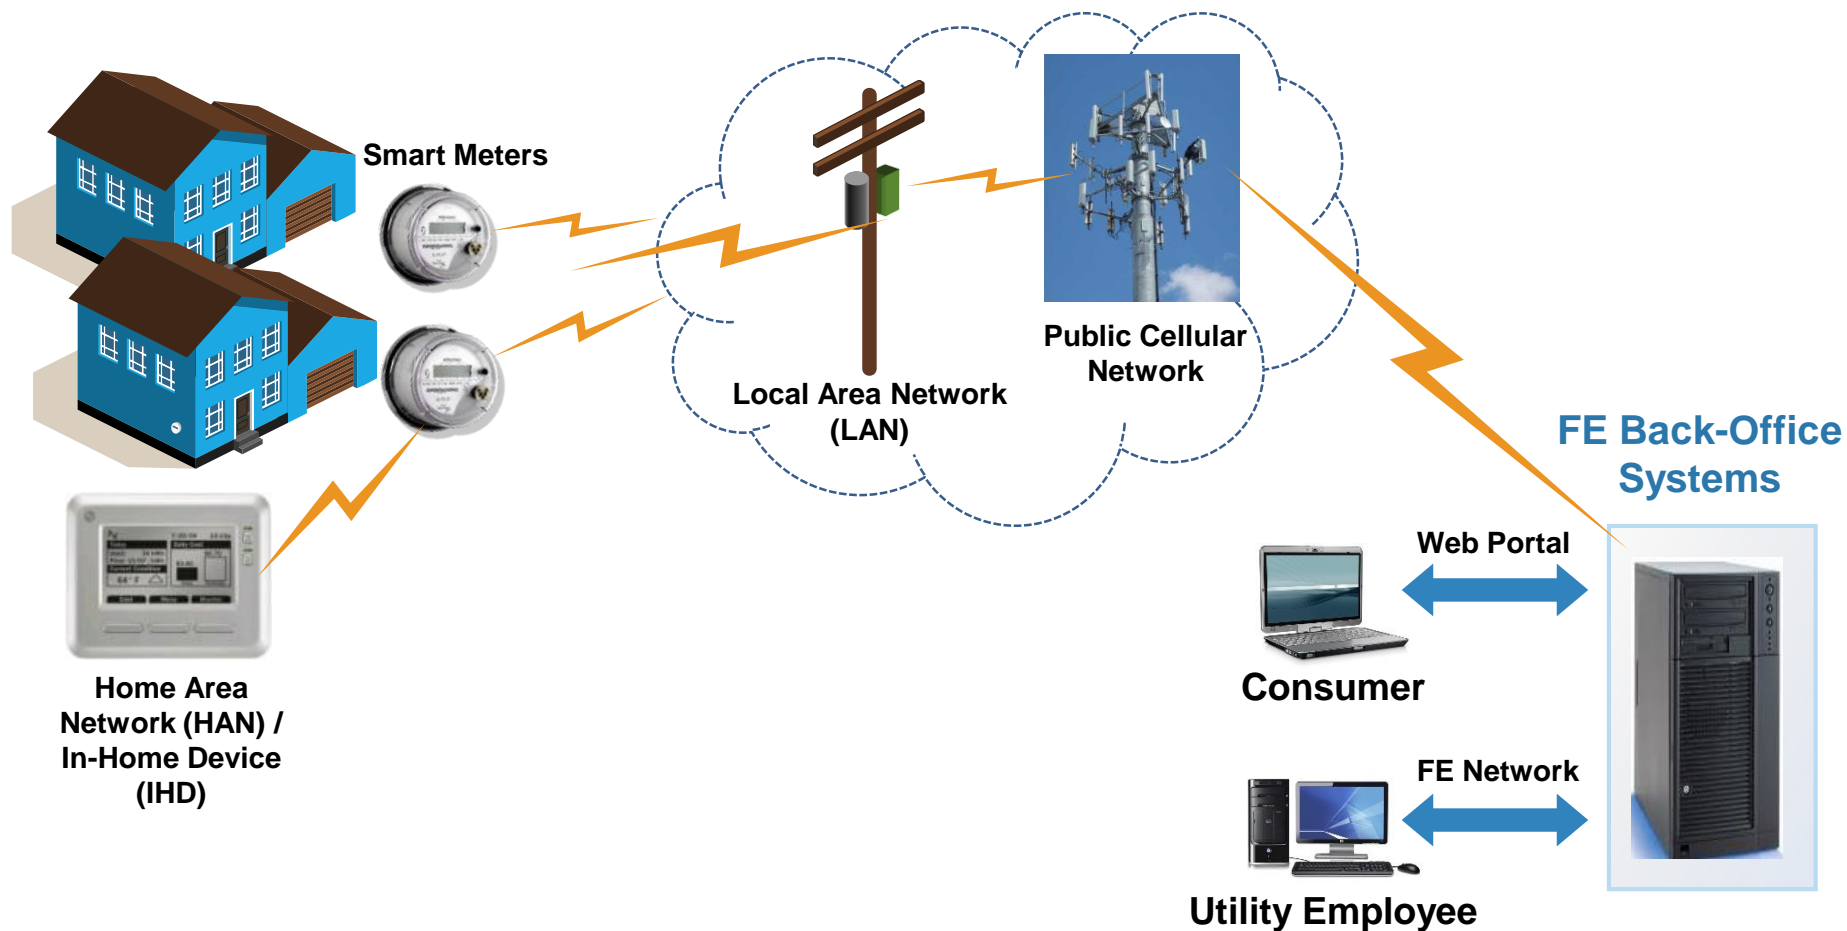 Smart Meters
Local Area Network
(LAN)
Public Cellular
Network
FE Back-Office
Systems
Web Portal
Consumer
FE Network
Utility Employee
Home Area
Network (HAN) /
In-Home Device
(IHD)